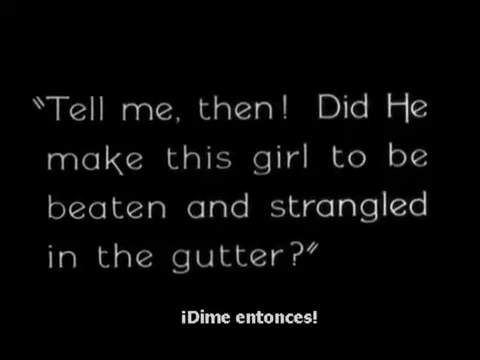 "Tell me, then! Did He
make this girl to be
beaten and strangled
in the gutter?"
¡Dime entonces!